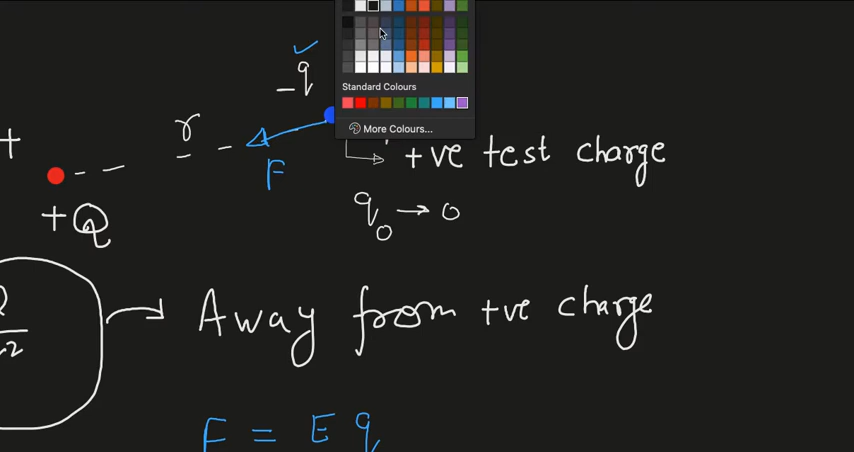 -q
Standard Colours
More Colours...
+
r
F
+ve test charge
+Q
q₀ → 0
Away from +ve charge
F = E q